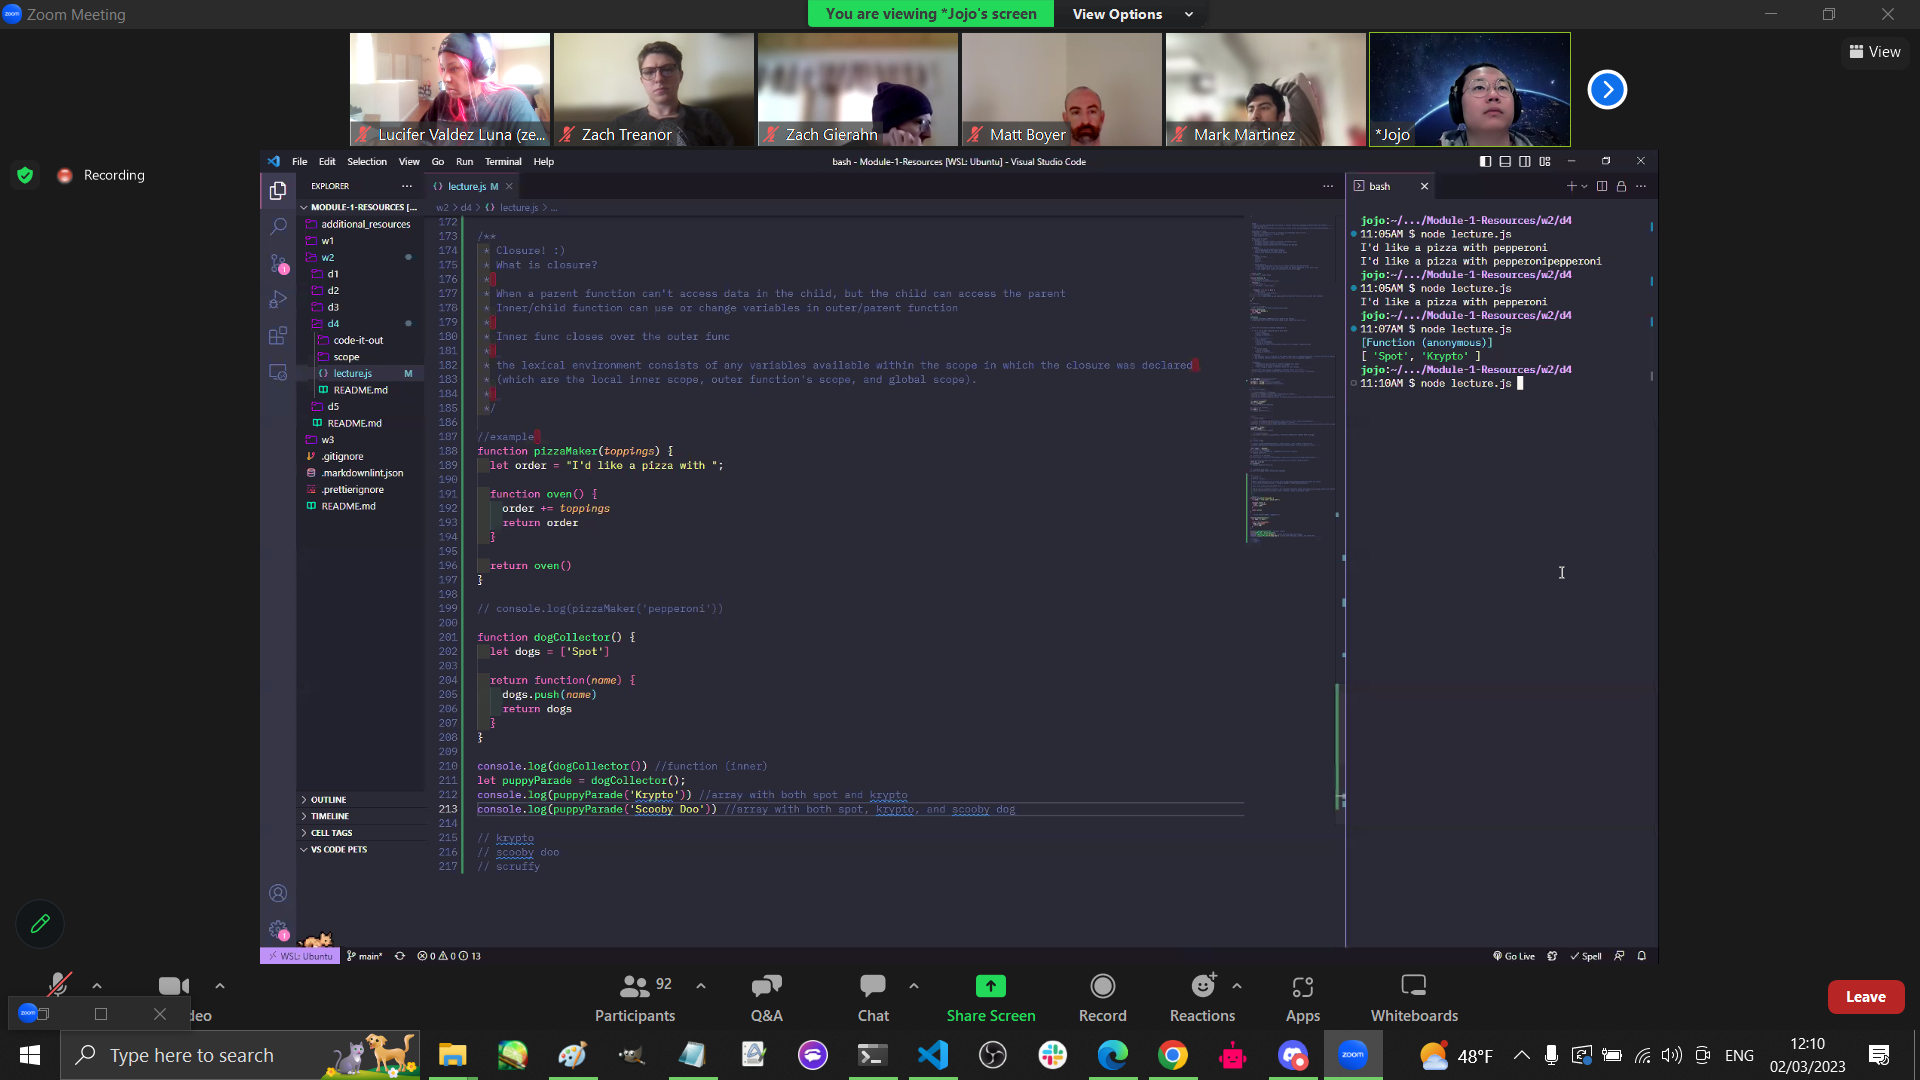 Zoom Meeting
You are viewing *Jojo's screen
View Options
View
Lucifer Valdez Luna (ze...
Zach Treanor
Zach Gierahn
Matt Boyer
Mark Martinez
*Jojo
Recording
File Edit Selection View Go Run Terminal Help
bash - Module-1-Resources [WSL: Ubuntu] - Visual Studio Code
EXPLORER
MODULE-1-RESOURCES [...
additional_resources
w1
w2
d1
d2
d3
d4
code-it-out
scope
lecture.js M
README.md
d5
README.md
w3
.gitignore
.markdownlint.json
.prettierignore
README.md
OUTLINE
TIMELINE
CELL TAGS
VS CODE PETS
lecture.js M
w2 > d4 > lecture.js > ...
172
173 /**
174 * Closure! :)
175 * What is closure?
176 *
177 * When a parent function can't access data in the child, but the child can access the parent
178 * Inner/child function can use or change variables in outer/parent function
179 *
180 * Inner func closes over the outer func
181 *
182 * the lexical environment consists of any variables available within the scope in which the closure was declared
183 * (which are the local inner scope, outer function's scope, and global scope).
184 *
185 */
186
187 //example
188 function pizzaMaker(toppings) {
189 let order = "I'd like a pizza with ";
190
191 function oven() {
192 order += toppings
193 return order
194 }
195
196 return oven()
197 }
198
199 // console.log(pizzaMaker('pepperoni'))
200
201 function dogCollector() {
202 let dogs = ['Spot']
203
204 return function(name) {
205 dogs.push(name)
206 return dogs
207 }
208 }
209
210 console.log(dogCollector()) //function (inner)
211 let puppyParade = dogCollector();
212 console.log(puppyParade('Krypto')) //array with both spot and krypto
213 console.log(puppyParade('Scooby Doo')) //array with both spot, krypto, and scooby dog
214
215 // krypto
216 // scooby doo
217 // scruffy
bash
jojo:~/.../Module-1-Resources/w2/d4
11:05AM $ node lecture.js
I'd like a pizza with pepperoni
I'd like a pizza with pepperonipepperoni
jojo:~/.../Module-1-Resources/w2/d4
11:05AM $ node lecture.js
I'd like a pizza with pepperoni
jojo:~/.../Module-1-Resources/w2/d4
11:07AM $ node lecture.js
[Function (anonymous)]
[ 'Spot', 'Krypto' ]
jojo:~/.../Module-1-Resources/w2/d4
11:10AM $ node lecture.js
WSL: Ubuntu main* 0 0 13
Go Live Spell
deo
92
Participants
Q&A
Chat
Share Screen
Record
Reactions
Apps
Whiteboards
Leave
Type here to search
zoom
48°F
ENG
12:10
02/03/2023